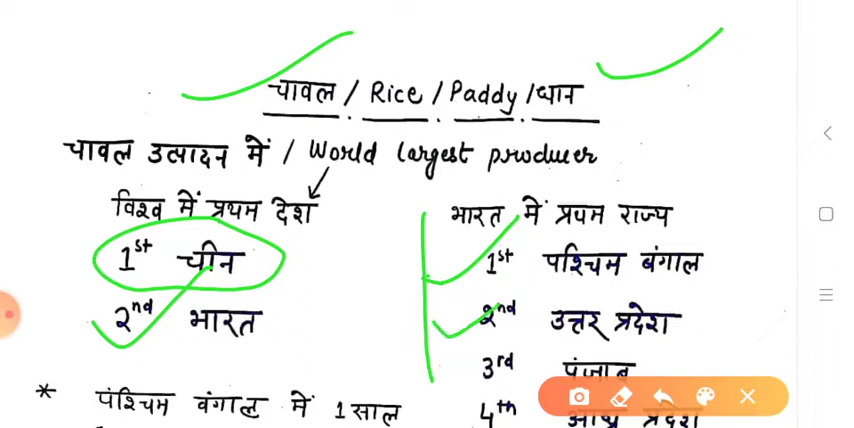 चावल / Rice / Paddy / धान
चावल उत्पादन में / World largest producer
विश्व में प्रथम देश
1st चीन
2nd भारत
भारत में प्रथम राज्य
1st पश्चिम बंगाल
2nd उत्तर प्रदेश
3rd पंजाब
4th आन्ध्र प्रदेश
* पंश्चिम बंगाल में 1 साल